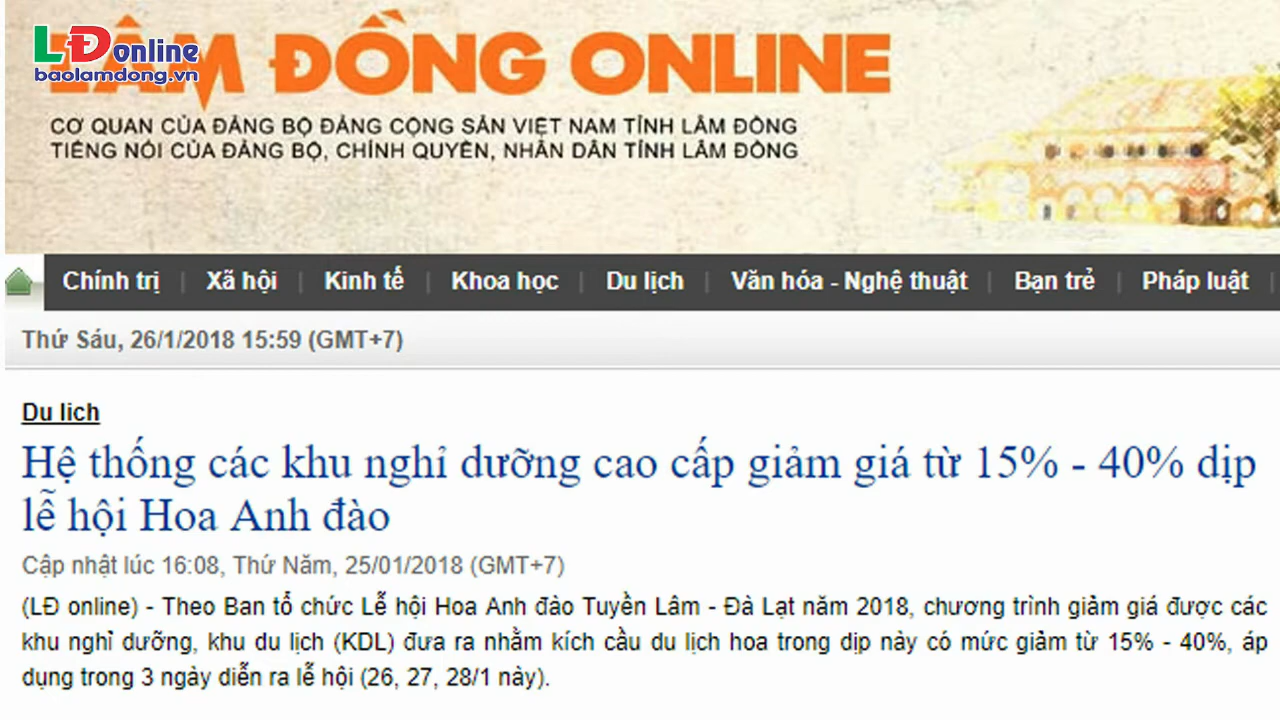 LĐ online
baolamdong.vn
LÂM ĐỒNG ONLINE
CƠ QUAN CỦA ĐẢNG BỘ ĐẢNG CỘNG SẢN VIỆT NAM TỈNH LÂM ĐỒNG
TIẾNG NÓI CỦA ĐẢNG BỘ, CHÍNH QUYỀN, NHÂN DÂN TỈNH LÂM ĐỒNG
Chính trị | Xã hội | Kinh tế | Khoa học | Du lịch | Văn hóa - Nghệ thuật | Bạn trẻ | Pháp luật |
Thứ Sáu, 26/1/2018 15:59 (GMT+7)
Du lịch
Hệ thống các khu nghỉ dưỡng cao cấp giảm giá từ 15% - 40% dịp
lễ hội Hoa Anh đào
Cập nhật lúc 16:08, Thứ Năm, 25/01/2018 (GMT+7)
(LĐ online) - Theo Ban tổ chức Lễ hội Hoa Anh đào Tuyền Lâm - Đà Lạt năm 2018, chương trình giảm giá được các
khu nghỉ dưỡng, khu du lịch (KDL) đưa ra nhằm kích cầu du lịch hoa trong dịp này có mức giảm từ 15% - 40%, áp
dụng trong 3 ngày diễn ra lễ hội (26, 27, 28/1 này).